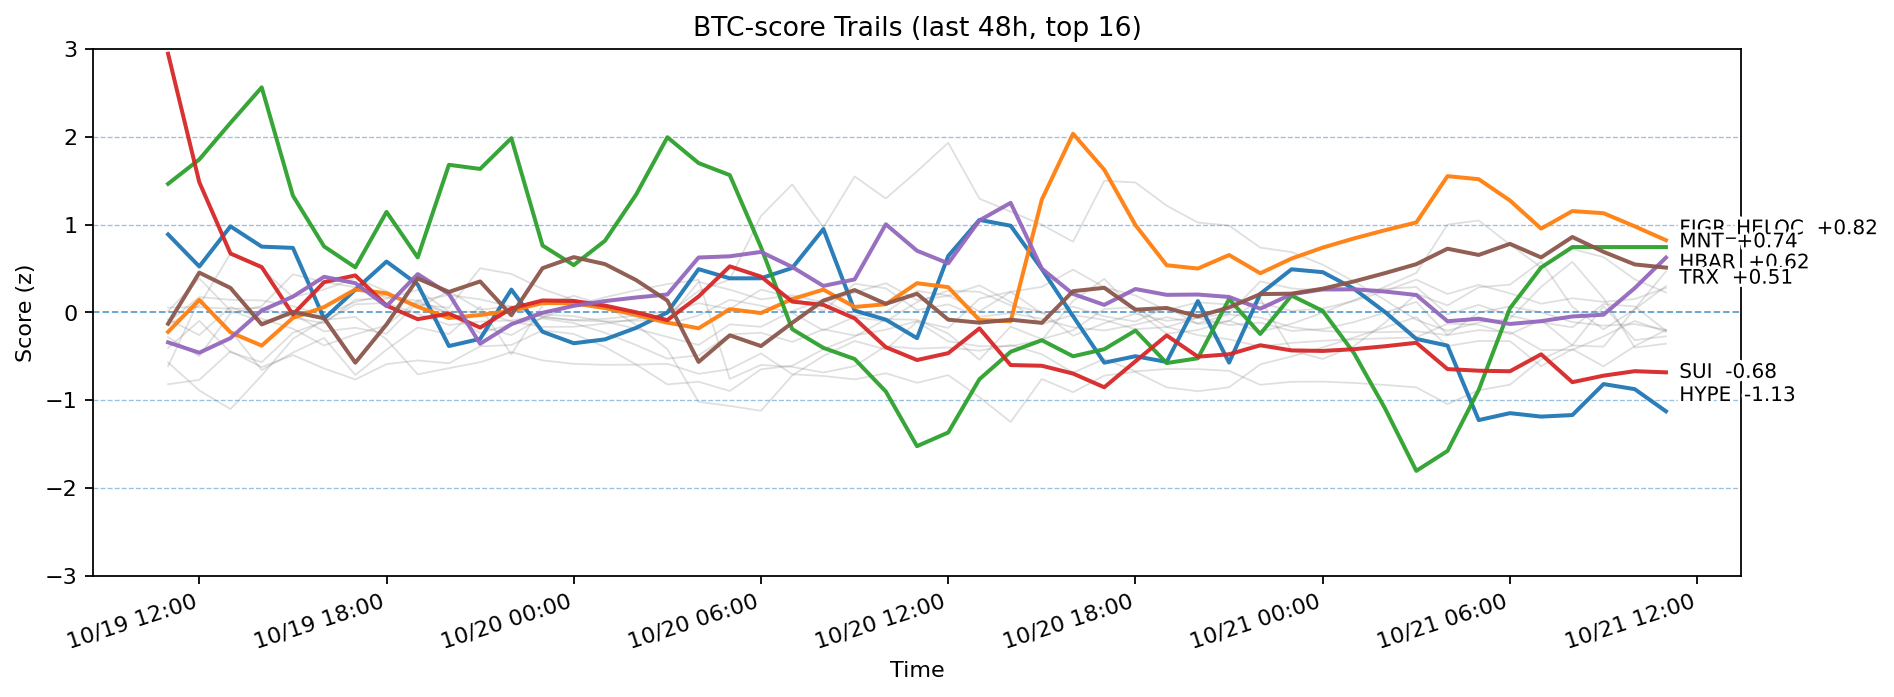 BTC-score Trails (last 48h, top 16)
Score (z)
3
2
1
0
−1
−2
−3
FIGR_HELOC +0.82
MNT +0.74
HBAR +0.62
TRX +0.51
SUI -0.68
HYPE -1.13
10/19 12:00
10/19 18:00
10/20 00:00
10/20 06:00
10/20 12:00
10/20 18:00
10/21 00:00
10/21 06:00
10/21 12:00
Time